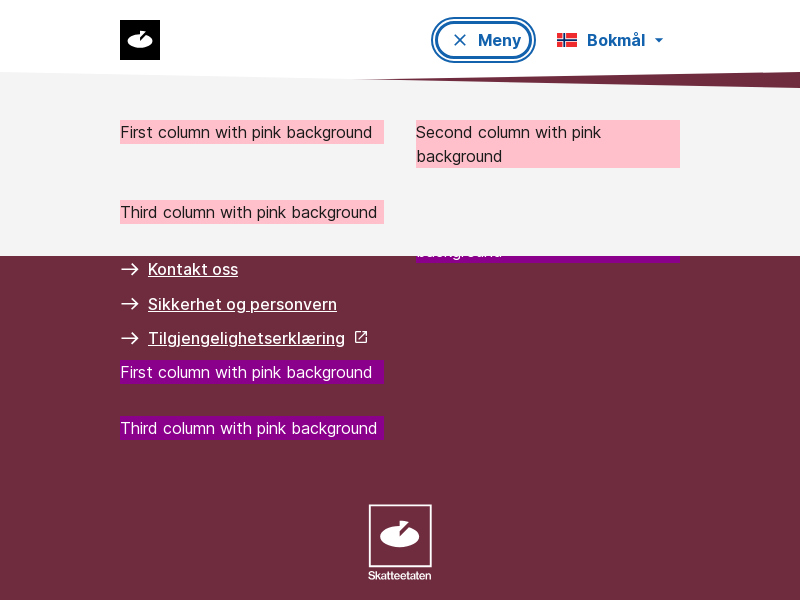 Meny
Bokmål
First column with pink background
Second column with pink
background
Third column with pink background
background
Kontakt oss
Sikkerhet og personvern
Tilgjengelighetserklæring
First column with pink background
Third column with pink background
Skatteetaten